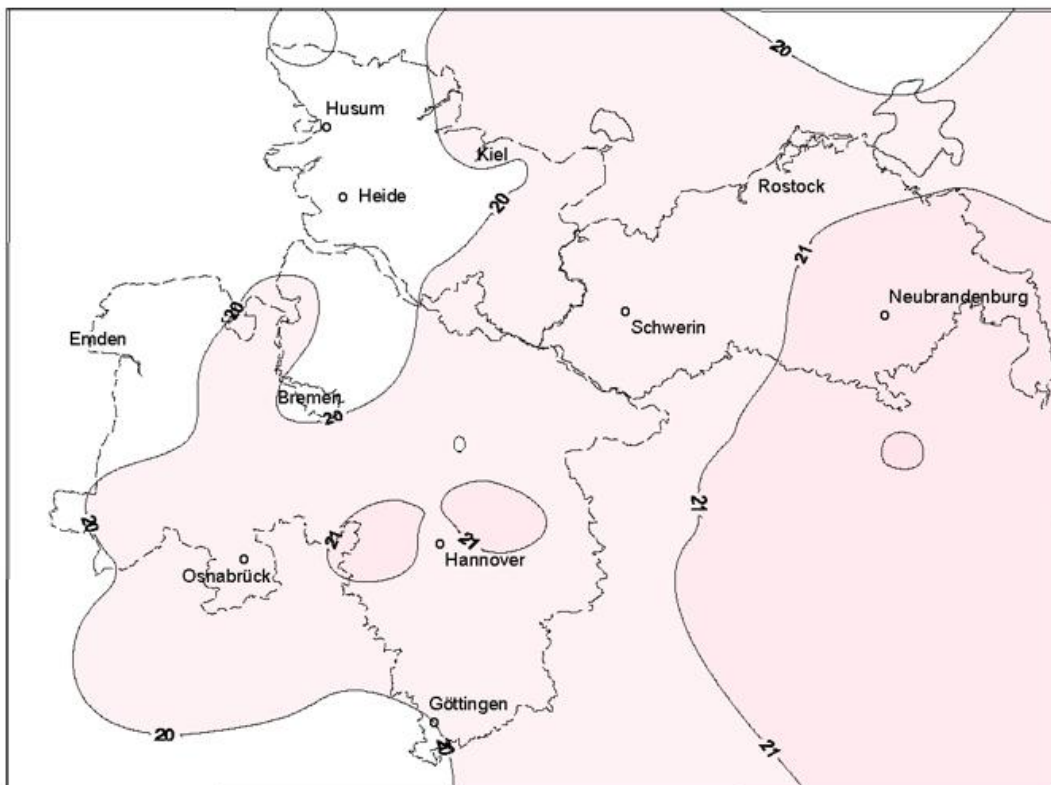 20
Husum
Kiel
Heide
Rostock
20
21
20
Neubrandenburg
Schwerin
Emden
Bremen
20
21
20
21
21
Hannover
Osnabrück
Göttingen
20
20
21